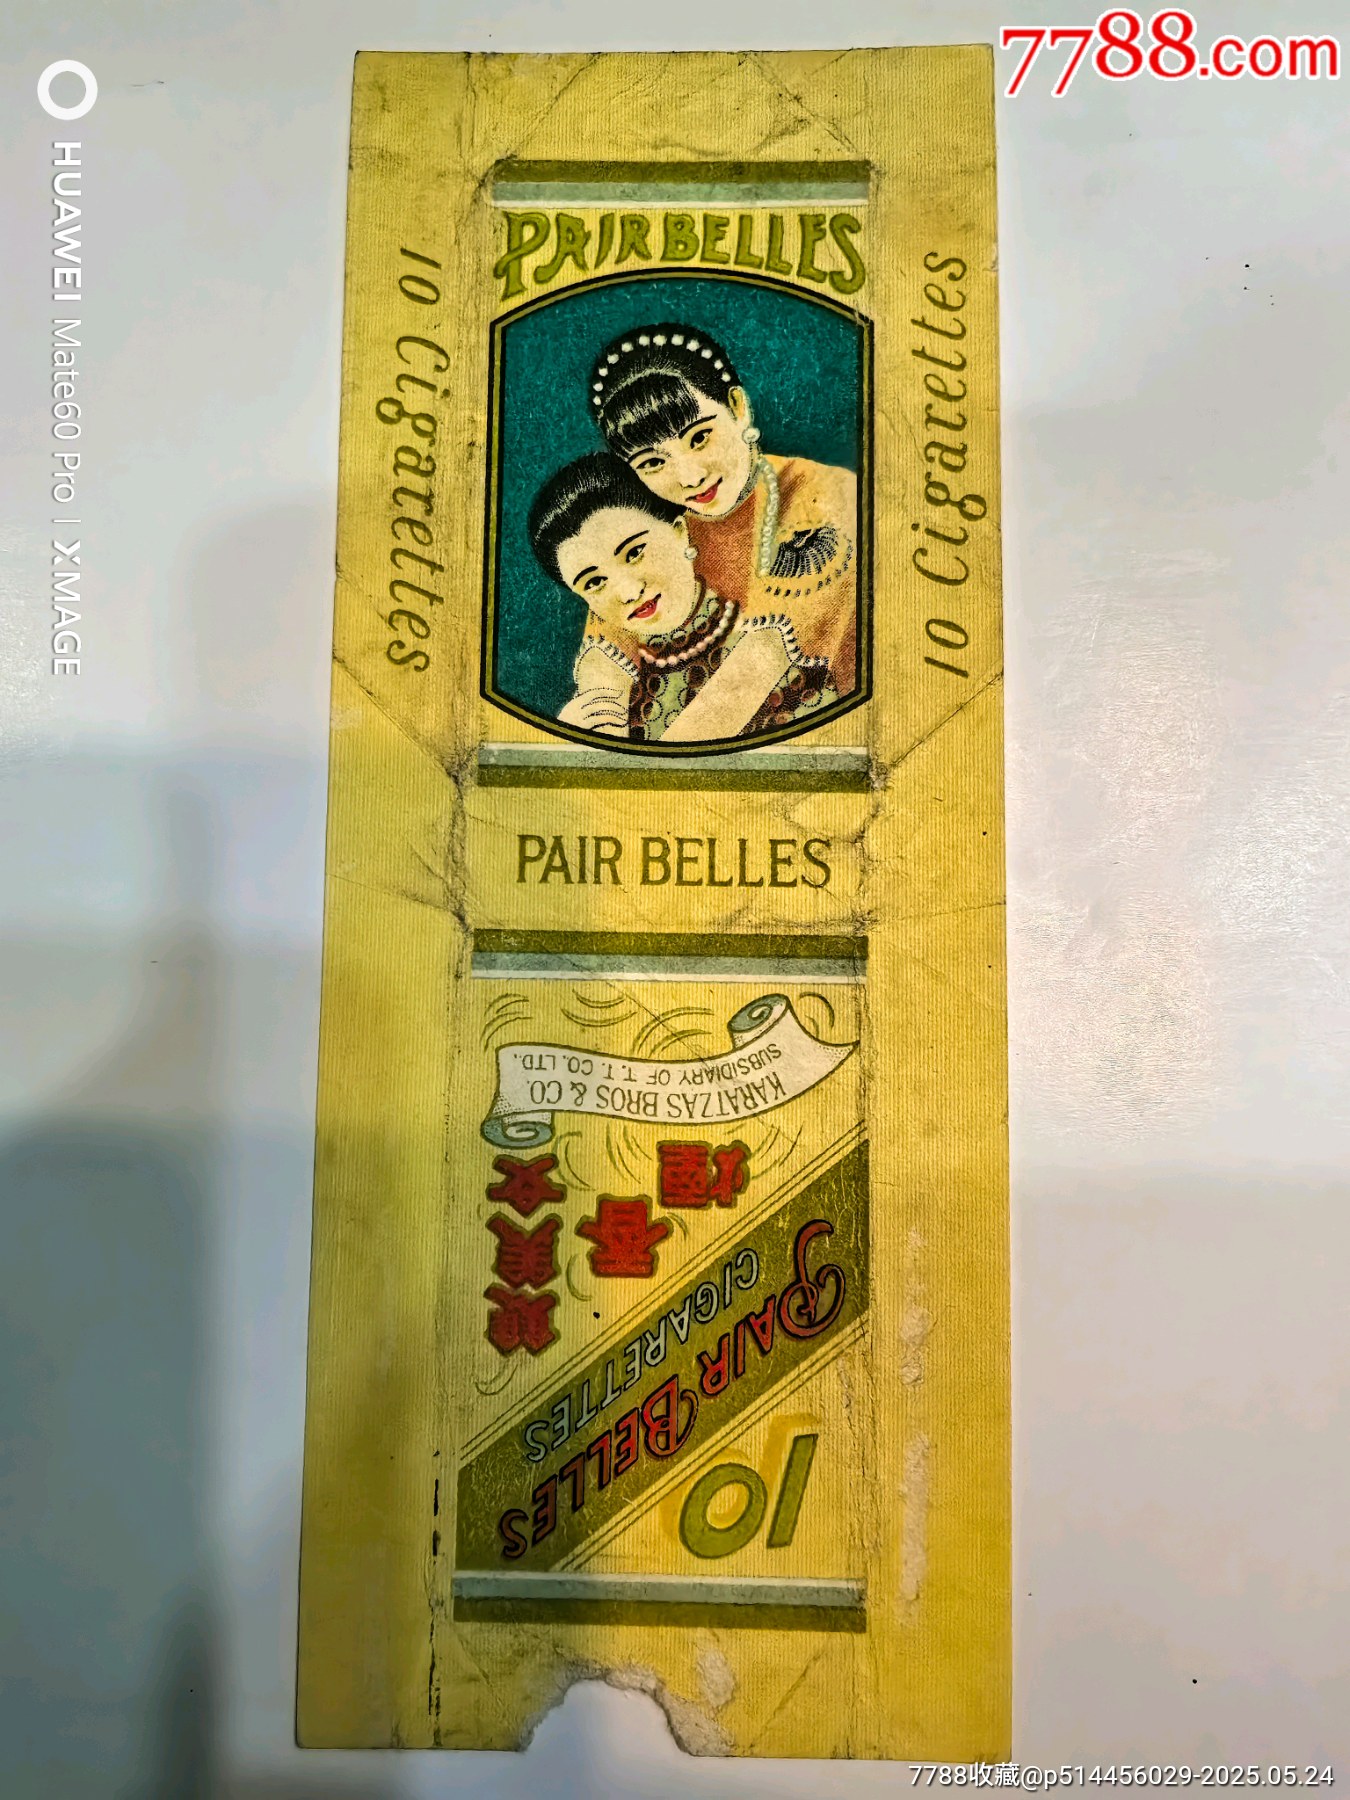 7788.com
HUAWEI Mate60 Pro | XMAGE
PAIR BELLES
10 Cigarettes
10 Cigarettes
PAIR BELLES
10
PAIR BELLES
CIGARETTES
雙美女
香煙
KARATZAS BROS & CO.
SUBSIDIARY OF T. T. CO. LTD.,
7788收藏@p514456029-2025.05.24